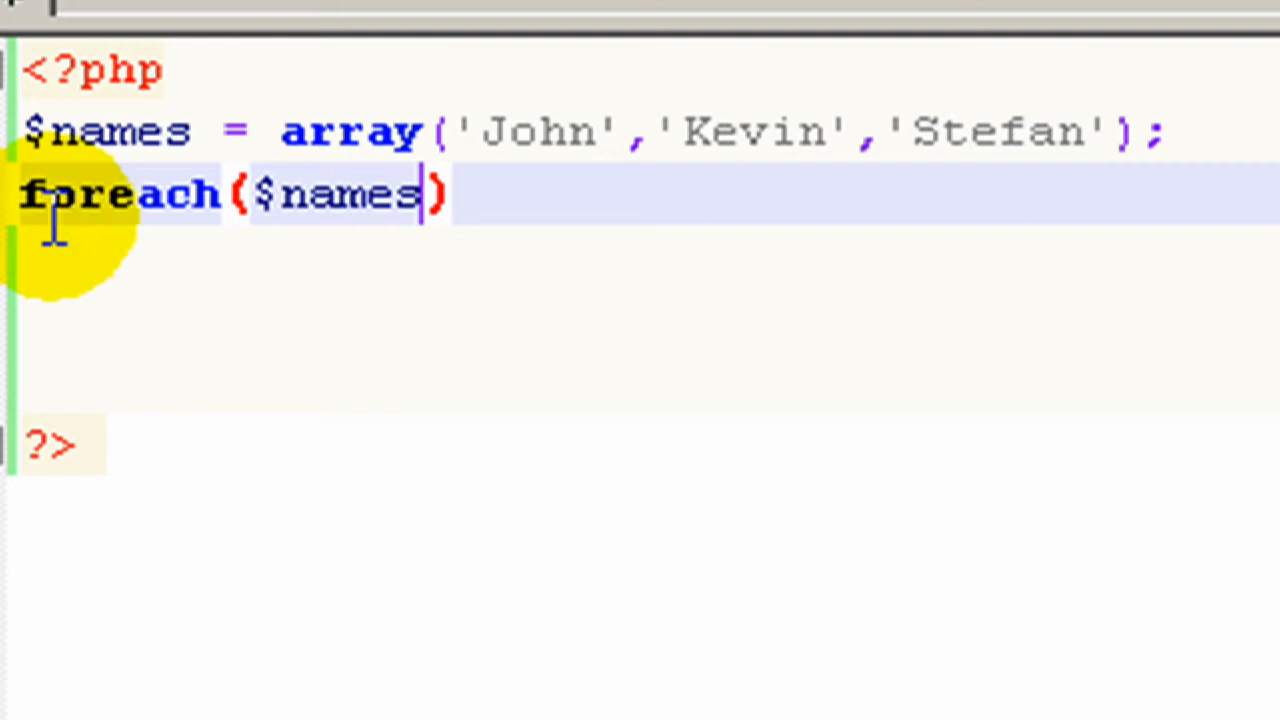 <?php
$names = array('John','Kevin','Stefan');
foreach($names)
?>